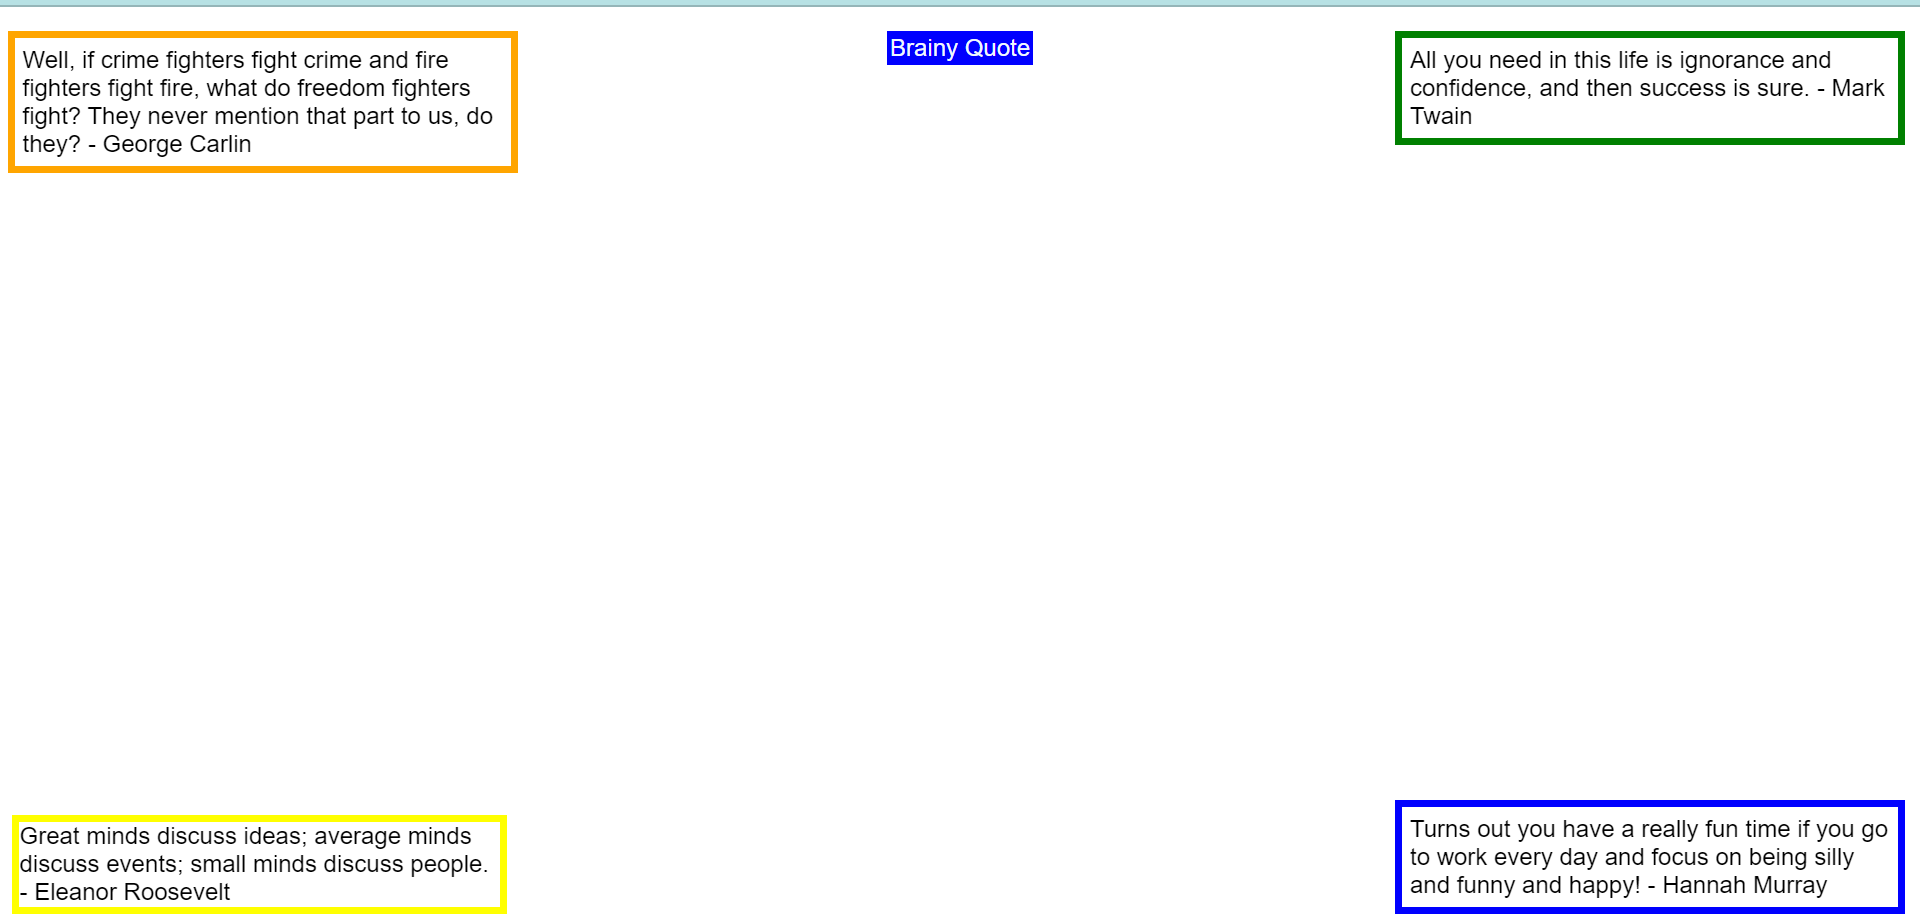 Well, if crime fighters fight crime and fire
fighters fight fire, what do freedom fighters
fight? They never mention that part to us, do
they? - George Carlin
Brainy Quote
All you need in this life is ignorance and
confidence, and then success is sure. - Mark
Twain
Great minds discuss ideas; average minds
discuss events; small minds discuss people.
- Eleanor Roosevelt
Turns out you have a really fun time if you go
to work every day and focus on being silly
and funny and happy! - Hannah Murray